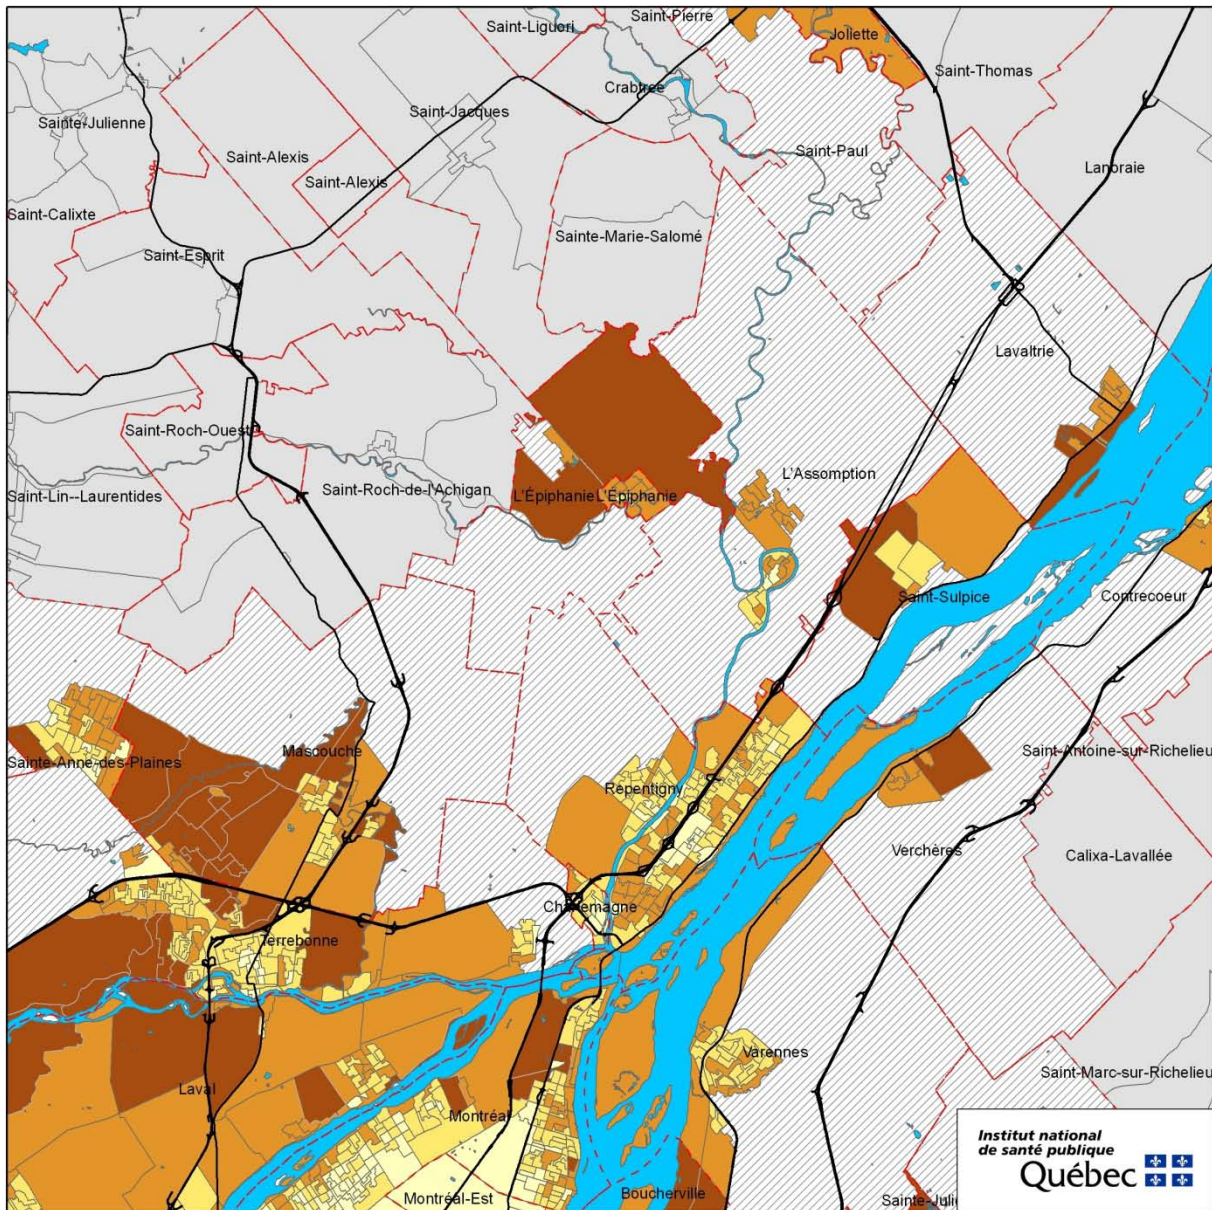 Saint-Pierre
Saint-Liguori
Joliette
Saint-Thomas
Crabtree
Saint-Jacques
Sainte-Julienne
Saint-Paul
Saint-Alexis
Lanoraie
Saint-Alexis
Saint-Calixte
Sainte-Marie-Salomé
Saint-Esprit
Lavaltrie
Saint-Roch-Ouest
L'Assomption
Saint-Lin--Laurentides
Saint-Roch-de-l'Achigan
L'Épiphanie
L'Épiphanie
Saint-Sulpice
Contrecoeur
Mascouche
Saint-Antoine-sur-Richelieu
Sainte-Anne-des-Plaines
Repentigny
Verchères
Calixa-Lavallée
Charlemagne
Terrebonne
Varennes
Saint-Marc-sur-Richelieu
Laval
Montréal
Institut national
de santé publique
Québec
Montréal-Est
Boucherville
Sainte-Juli